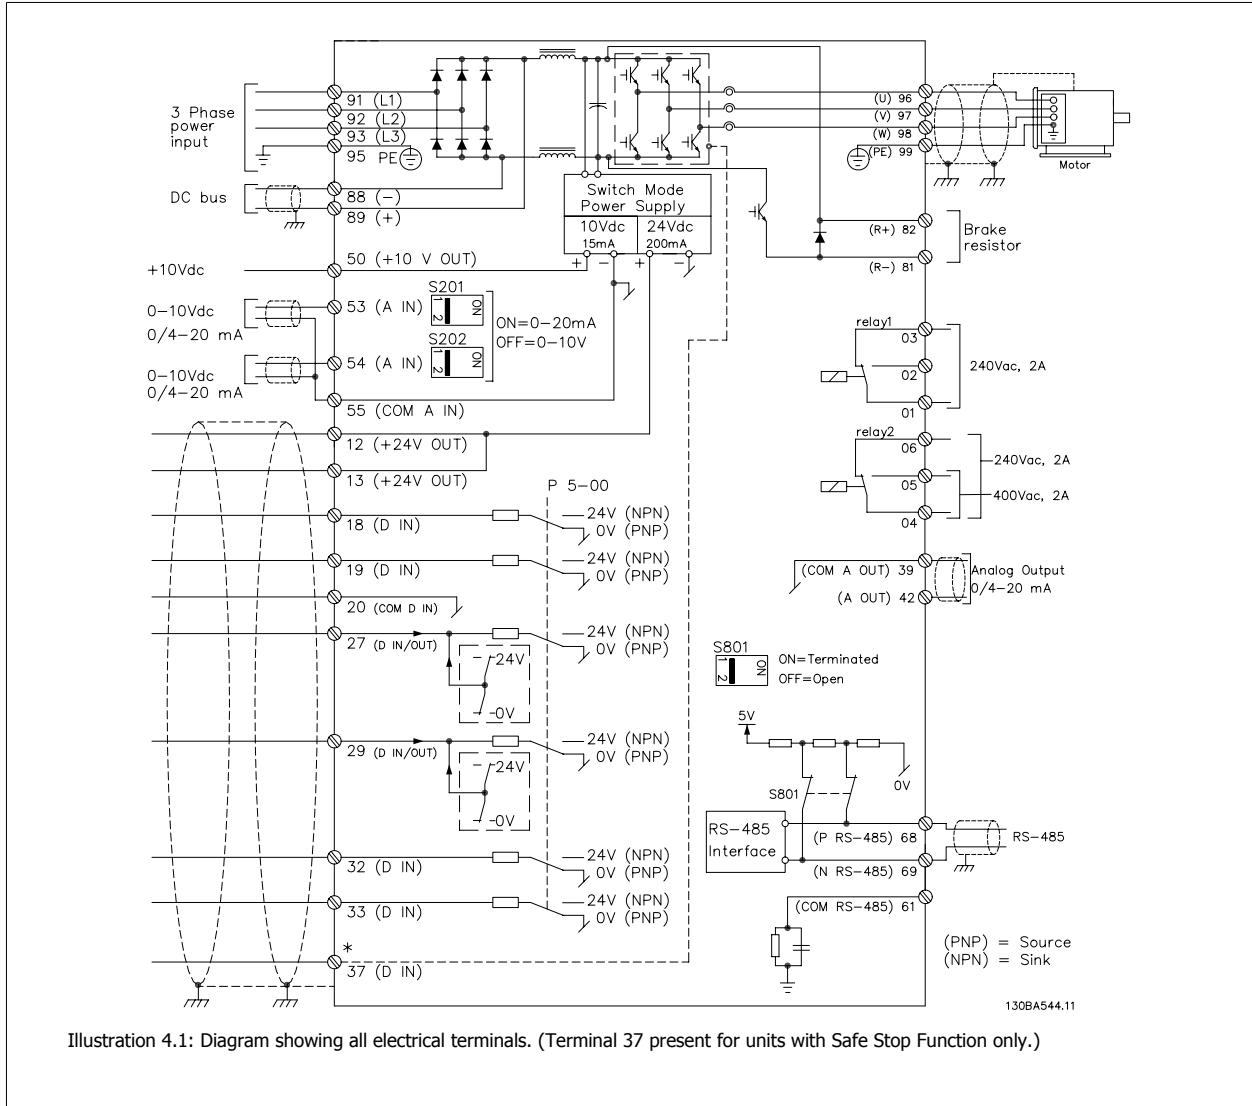 3 Phase
power
input
91 (L1)
92 (L2)
93 (L3)
95 PE
DC bus
88 (−)
89 (+)
+10Vdc
50 (+10 V OUT)
0−10Vdc
0/4−20 mA
53 (A IN)
S201
1 2
ON
ON=0−20mA
OFF=0−10V
S202
1 2
ON
0−10Vdc
0/4−20 mA
54 (A IN)
55 (COM A IN)
12 (+24V OUT)
13 (+24V OUT)
P 5−00
18 (D IN)
24V (NPN)
0V (PNP)
19 (D IN)
24V (NPN)
0V (PNP)
20 (COM D IN)
27 (D IN/OUT)
24V (NPN)
0V (PNP)
24V
0V
29 (D IN/OUT)
24V (NPN)
0V (PNP)
24V
0V
32 (D IN)
24V (NPN)
0V (PNP)
33 (D IN)
24V (NPN)
0V (PNP)
*
37 (D IN)
Switch Mode
Power Supply
10Vdc
15mA
24Vdc
200mA
+ − + −
(U) 96
(V) 97
(W) 98
(PE) 99
Motor
(R+) 82
(R−) 81
Brake
resistor
relay1
03
02
01
240Vac, 2A
relay2
06
05
04
240Vac, 2A
400Vac, 2A
(COM A OUT) 39
(A OUT) 42
Analog Output
0/4−20 mA
S801
1 2
ON
ON=Terminated
OFF=Open
5V
S801
0V
RS−485
Interface
(P RS−485) 68
(N RS−485) 69
RS−485
(COM RS−485) 61
(PNP) = Source
(NPN) = Sink
130BA544.11
Illustration 4.1: Diagram showing all electrical terminals. (Terminal 37 present for units with Safe Stop Function only.)